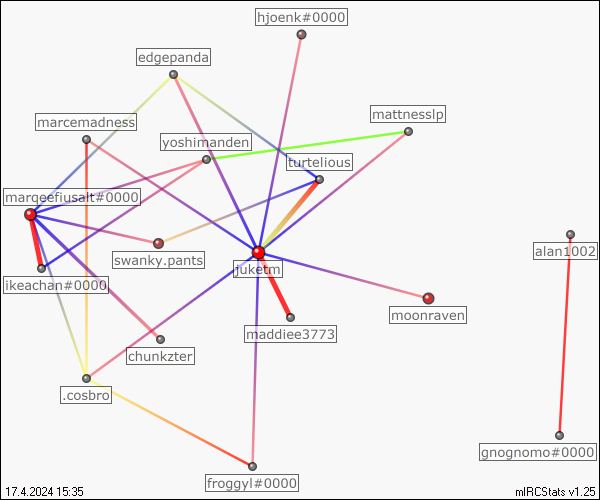 hjoenk#0000
edgepanda
mattnesslp
marcemadness
yoshimanden
turtelious
marqeefiusalt#0000
alan1002
swanky.pants
juketm
ikeachan#0000
moonraven
maddiee3773
chunkzter
.cosbro
gnognomo#0000
froggyl#0000
17.4.2024 15:35
mIRCStats v1.25